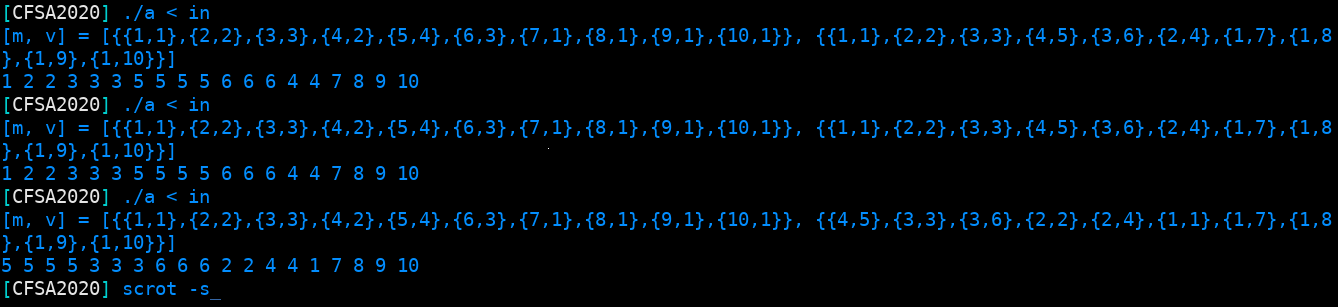 [CFSA2020] ./a < in
[m, v] = [{{1,1},{2,2},{3,3},{4,2},{5,4},{6,3},{7,1},{8,1},{9,1},{10,1}}, {{1,1},{2,2},{3,3},{4,5},{3,6},{2,4},{1,7},{1,8
},{1,9},{1,10}}]
1 2 2 3 3 3 5 5 5 5 6 6 6 4 4 7 8 9 10
[CFSA2020] ./a < in
[m, v] = [{{1,1},{2,2},{3,3},{4,2},{5,4},{6,3},{7,1},{8,1},{9,1},{10,1}}, {{1,1},{2,2},{3,3},{4,5},{3,6},{2,4},{1,7},{1,8
},{1,9},{1,10}}]
1 2 2 3 3 3 5 5 5 5 6 6 6 4 4 7 8 9 10
[CFSA2020] ./a < in
[m, v] = [{{1,1},{2,2},{3,3},{4,2},{5,4},{6,3},{7,1},{8,1},{9,1},{10,1}}, {{4,5},{3,3},{3,6},{2,2},{2,4},{1,1},{1,7},{1,8
},{1,9},{1,10}}]
5 5 5 5 3 3 3 6 6 6 2 2 4 4 1 7 8 9 10
[CFSA2020] scrot -s_